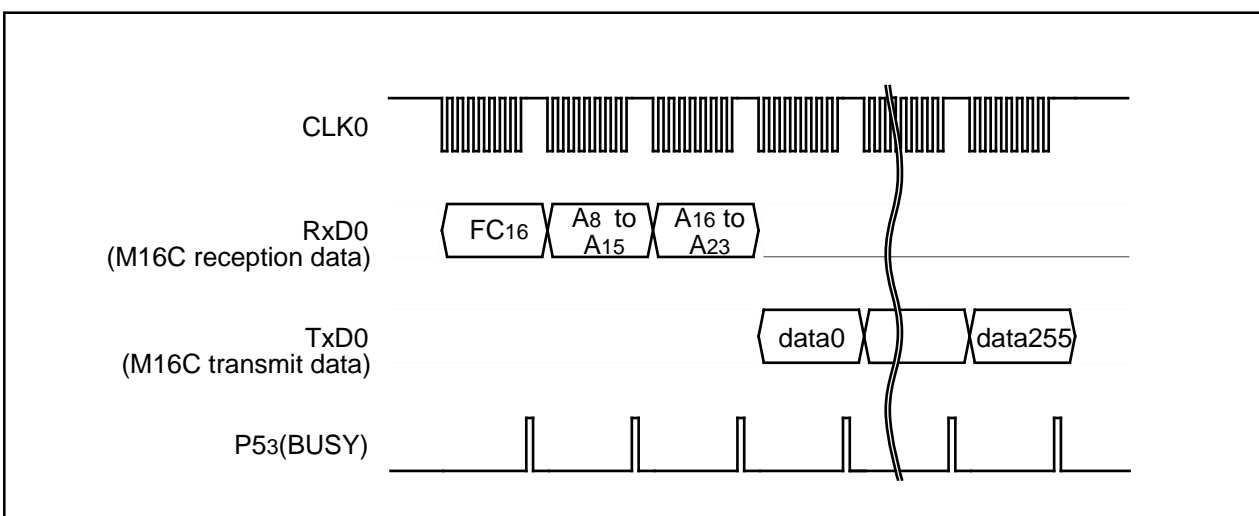 CLK0
RxD0
(M16C reception data)
FC16
A8 to
A15
A16 to
A23
TxD0
(M16C transmit data)
data0
data255
P53(BUSY)